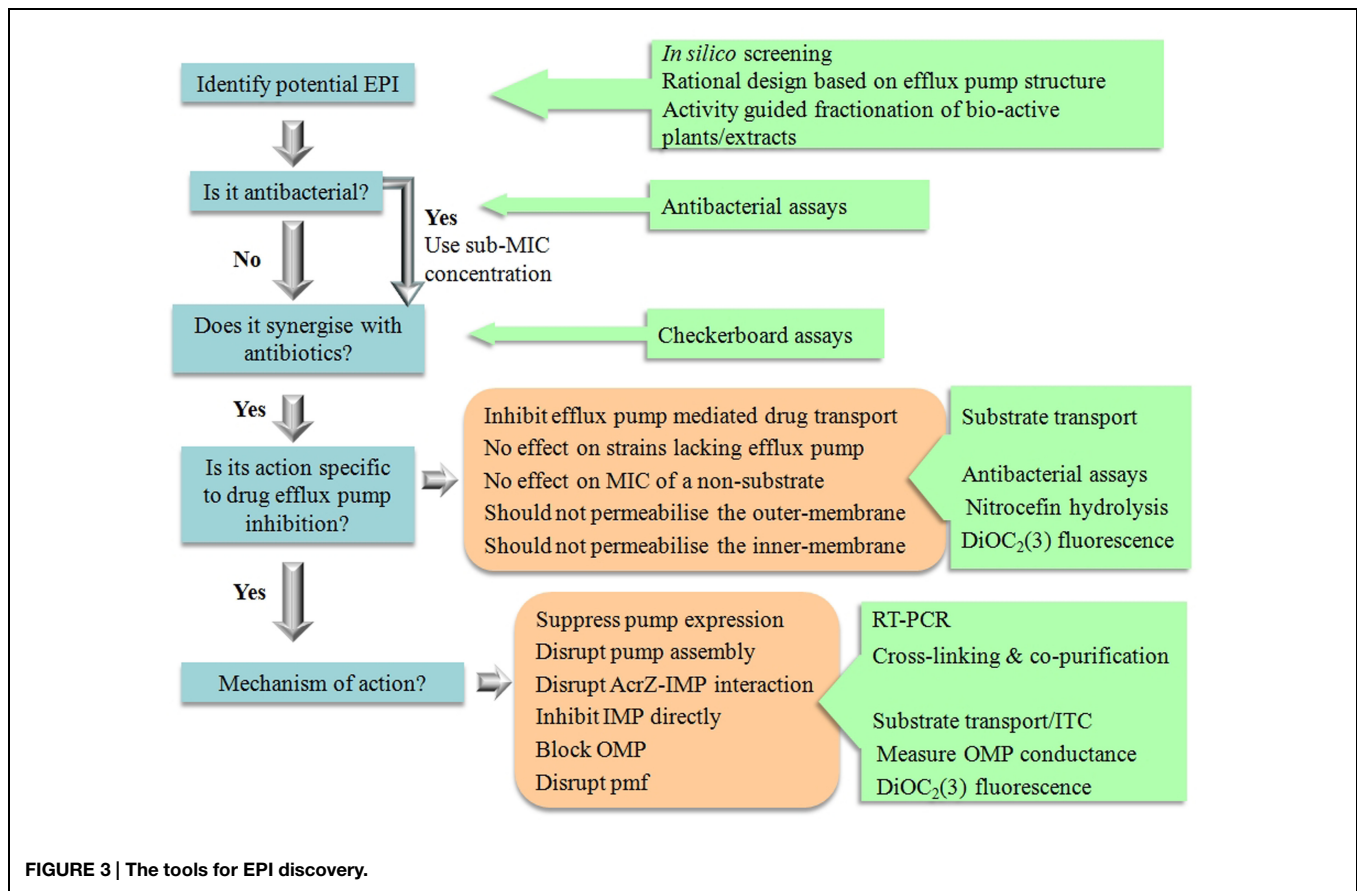 Identify potential EPI
In silico screening
Rational design based on efflux pump structure
Activity guided fractionation of bio-active
plants/extracts
Is it antibacterial?
Antibacterial assays
Yes
Use sub-MIC
concentration
No
Does it synergise with
antibiotics?
Checkerboard assays
Yes
Is its action specific
to drug efflux pump
inhibition?
Inhibit efflux pump mediated drug transport
No effect on strains lacking efflux pump
No effect on MIC of a non-substrate
Should not permeabilise the outer-membrane
Should not permeabilise the inner-membrane
Substrate transport
Antibacterial assays
Nitrocefin hydrolysis
DiOC₂(3) fluorescence
Yes
Mechanism of action?
Suppress pump expression
Disrupt pump assembly
Disrupt AcrZ-IMP interaction
Inhibit IMP directly
Block OMP
Disrupt pmf
RT-PCR
Cross-linking & co-purification
Substrate transport/ITC
Measure OMP conductance
DiOC₂(3) fluorescence
FIGURE 3 | The tools for EPI discovery.